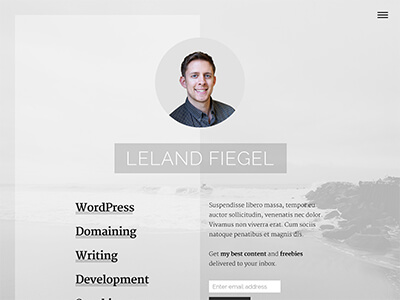 LELAND FIEGEL
WordPress
Domaining
Writing
Development
Suspendisse libero massa, tempor eu
auctor sollicitudin, venenatis nec dolor.
Vivamus non viverra erat. Cum sociis
natoque penatibus et magnis dis.
Get my best content and freebies
delivered to your inbox.
Enter email address